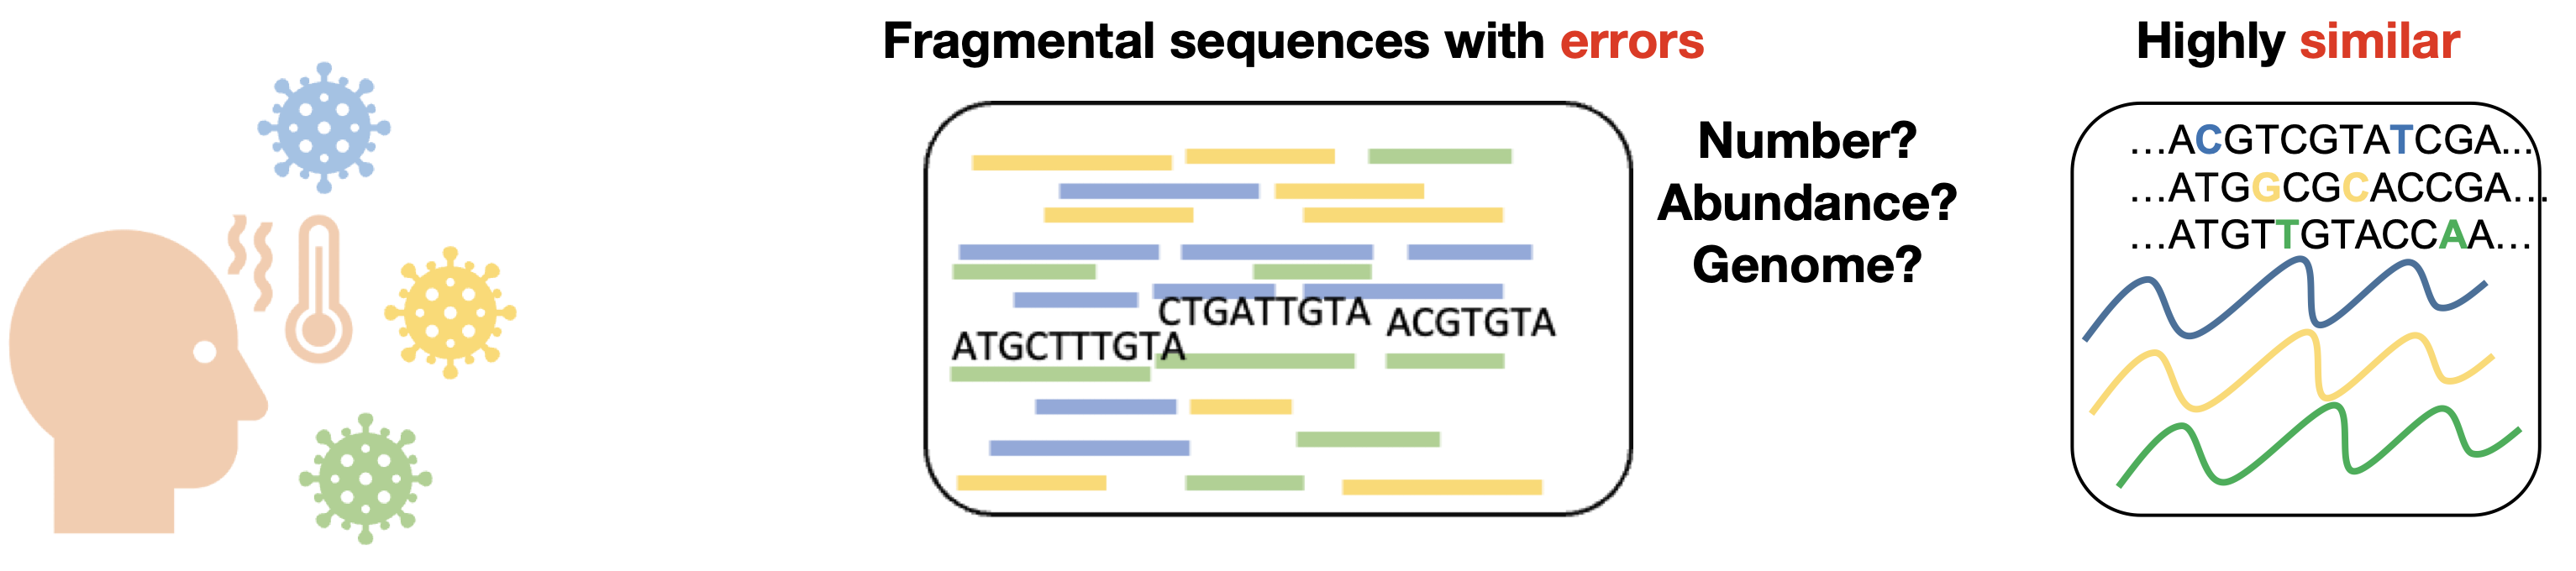 Fragmental sequences with errors
CTGATTGTA
ACGTGTA
ATGCTTTGTA
Number?
Abundance?
Genome?
Highly similar
...ACGTCGTATCGA...
...ATGGCGCACCGA...
...ATGTTGTACCAA...